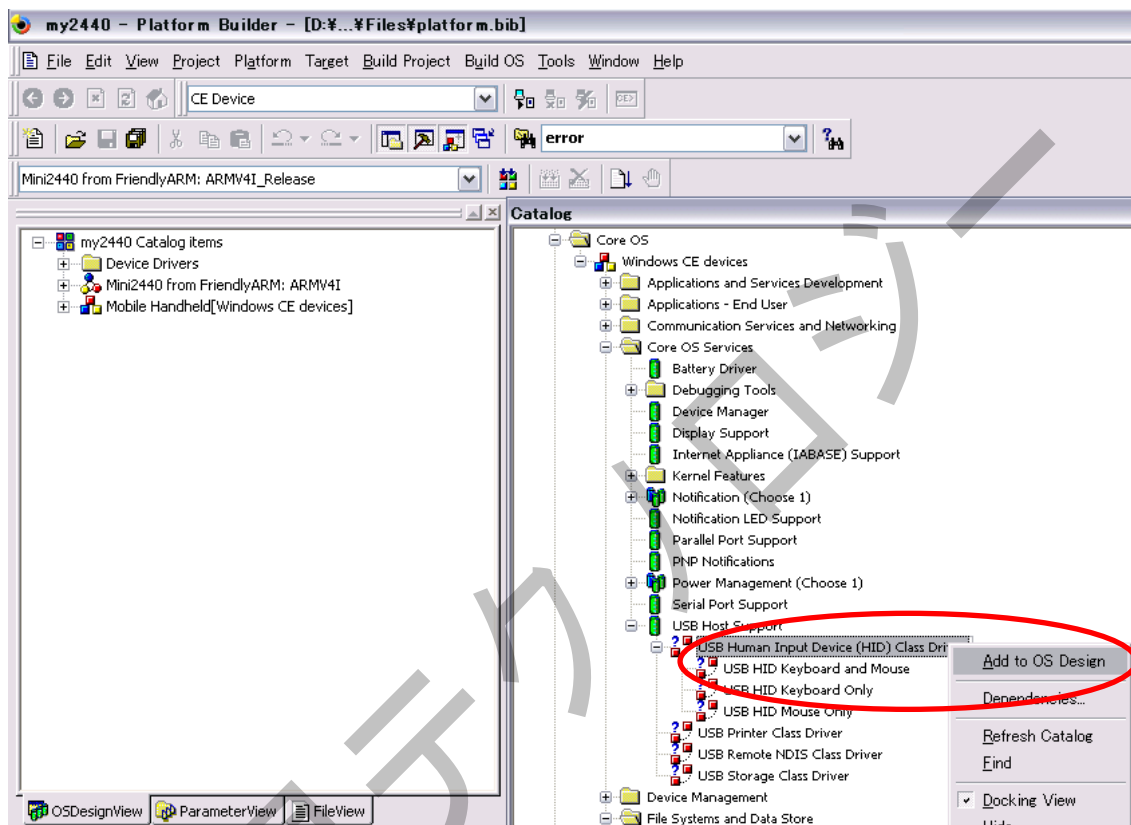 my2440 - Platform Builder - [D:¥...¥Files¥platform.bib]
File Edit View Project Platform Target Build Project Build OS Tools Window Help
CE Device
error
Mini2440 from FriendlyARM: ARMV4I_Release
my2440 Catalog items
Device Drivers
Mini2440 from FriendlyARM: ARMV4I
Mobile Handheld[Windows CE devices]
OSDesignView ParameterView FileView
Catalog
Core OS
Windows CE devices
Applications and Services Development
Applications - End User
Communication Services and Networking
Core OS Services
Battery Driver
Debugging Tools
Device Manager
Display Support
Internet Appliance (IABASE) Support
Kernel Features
Notification (Choose 1)
Notification LED Support
Parallel Port Support
PNP Notifications
Power Management (Choose 1)
Serial Port Support
USB Host Support
USB Human Input Device (HID) Class Dri
USB HID Keyboard and Mouse
USB HID Keyboard Only
USB HID Mouse Only
USB Printer Class Driver
USB Remote NDIS Class Driver
USB Storage Class Driver
Device Management
File Systems and Data Store
Add to OS Design
Dependencies...
Refresh Catalog
Find
Docking View
Hide
テクノロジー